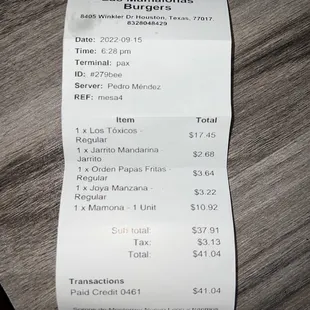 Burgers
8405 Winkler Dr Houston, Texas, 77017
8328048429
Date: 2022-09-15
Time: 6:28 pm
Terminal: pax
ID: #279bee
Server: Pedro Méndez
REF: mesa4
Item Total
1 x Los Tóxicos -
Regular $17.45
1 x Jarrito Mandarina -
Jarrito $2.68
1 x Orden Papas Fritas -
Regular $3.64
1 x Joya Manzana -
Regular $3.22
1 x Mamona - 1 Unit $10.92
Sub total: $37.91
Tax: $3.13
Total: $41.04
Transactions
Paid Credit 0461 $41.04